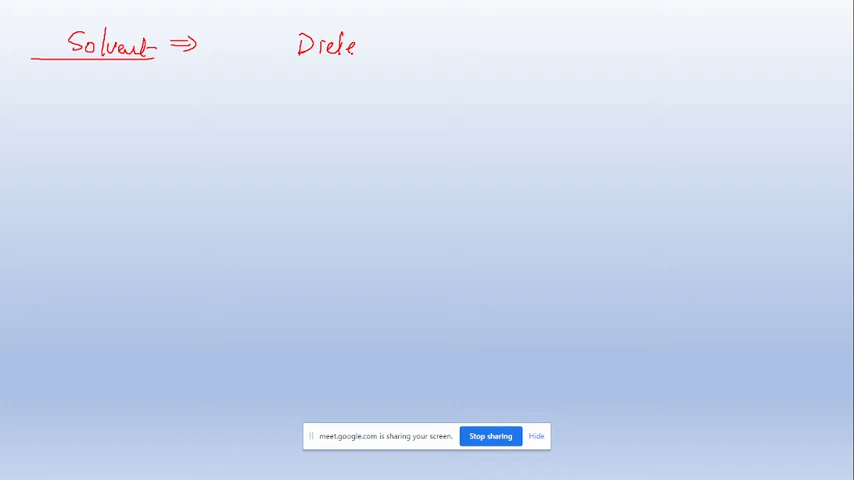 Solvent ⇒ Diele
meet.google.com is sharing your screen. Stop sharing Hide